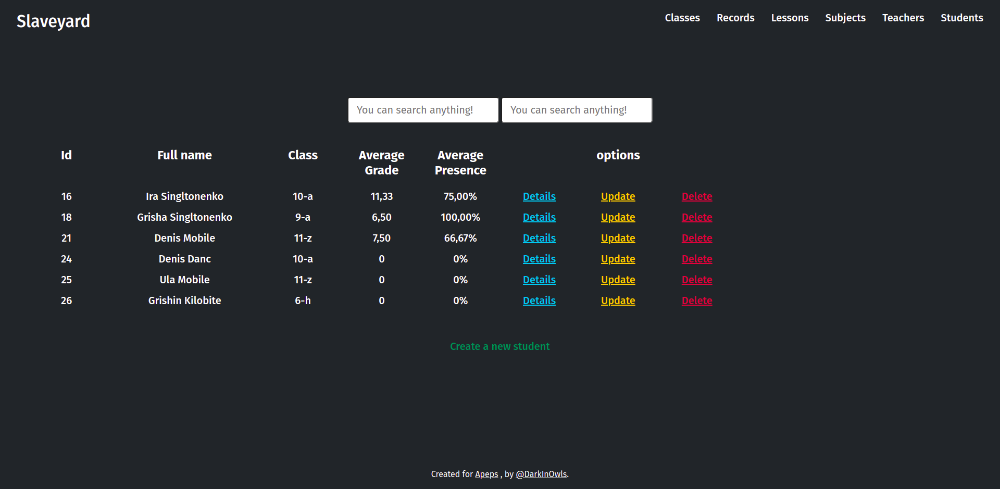 Slaveyard
Classes Records Lessons Subjects Teachers Students
You can search anything! You can search anything!
Id Full name Class Average Grade Average Presence options
16 Ira Singltonenko 10-a 11,33 75,00% Details Update Delete
18 Grisha Singltonenko 9-a 6,50 100,00% Details Update Delete
21 Denis Mobile 11-z 7,50 66,67% Details Update Delete
24 Denis Danc 10-a 0 0% Details Update Delete
25 Ula Mobile 11-z 0 0% Details Update Delete
26 Grishin Kilobite 6-h 0 0% Details Update Delete
Create a new student
Created for Apeps , by @DarkInOwls.